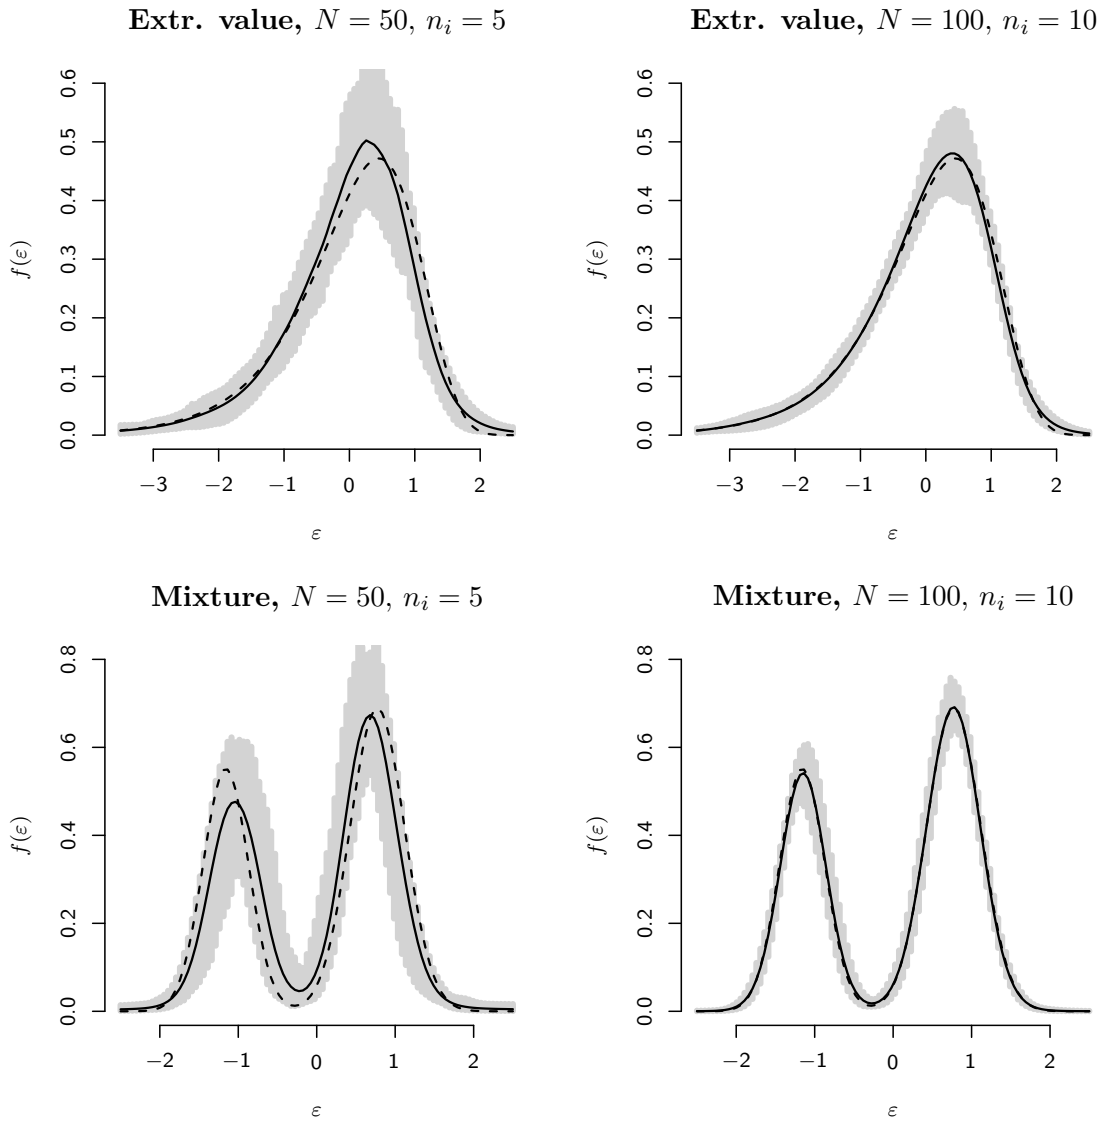 Extr. value, N = 50, nᵢ = 5
f(ε)
0.6
0.5
0.4
0.3
0.2
0.1
0.0
−3 −2 −1 0 1 2
ε
Extr. value, N = 100, nᵢ = 10
f(ε)
0.6
0.5
0.4
0.3
0.2
0.1
0.0
−3 −2 −1 0 1 2
ε
Mixture, N = 50, nᵢ = 5
f(ε)
0.8
0.6
0.4
0.2
0.0
−2 −1 0 1 2
ε
Mixture, N = 100, nᵢ = 10
f(ε)
0.8
0.6
0.4
0.2
0.0
−2 −1 0 1 2
ε